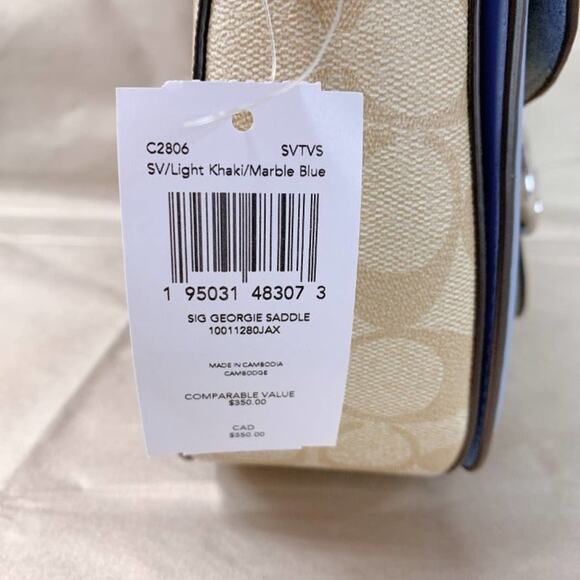 C2806 SVTVS
SV/Light Khaki/Marble Blue
1 95031 48307 3
SIG GEORGIE SADDLE
10011280JAX
MADE IN CAMBODIA
CAMBODGE
COMPARABLE VALUE
$350.00
CAD
$550.00